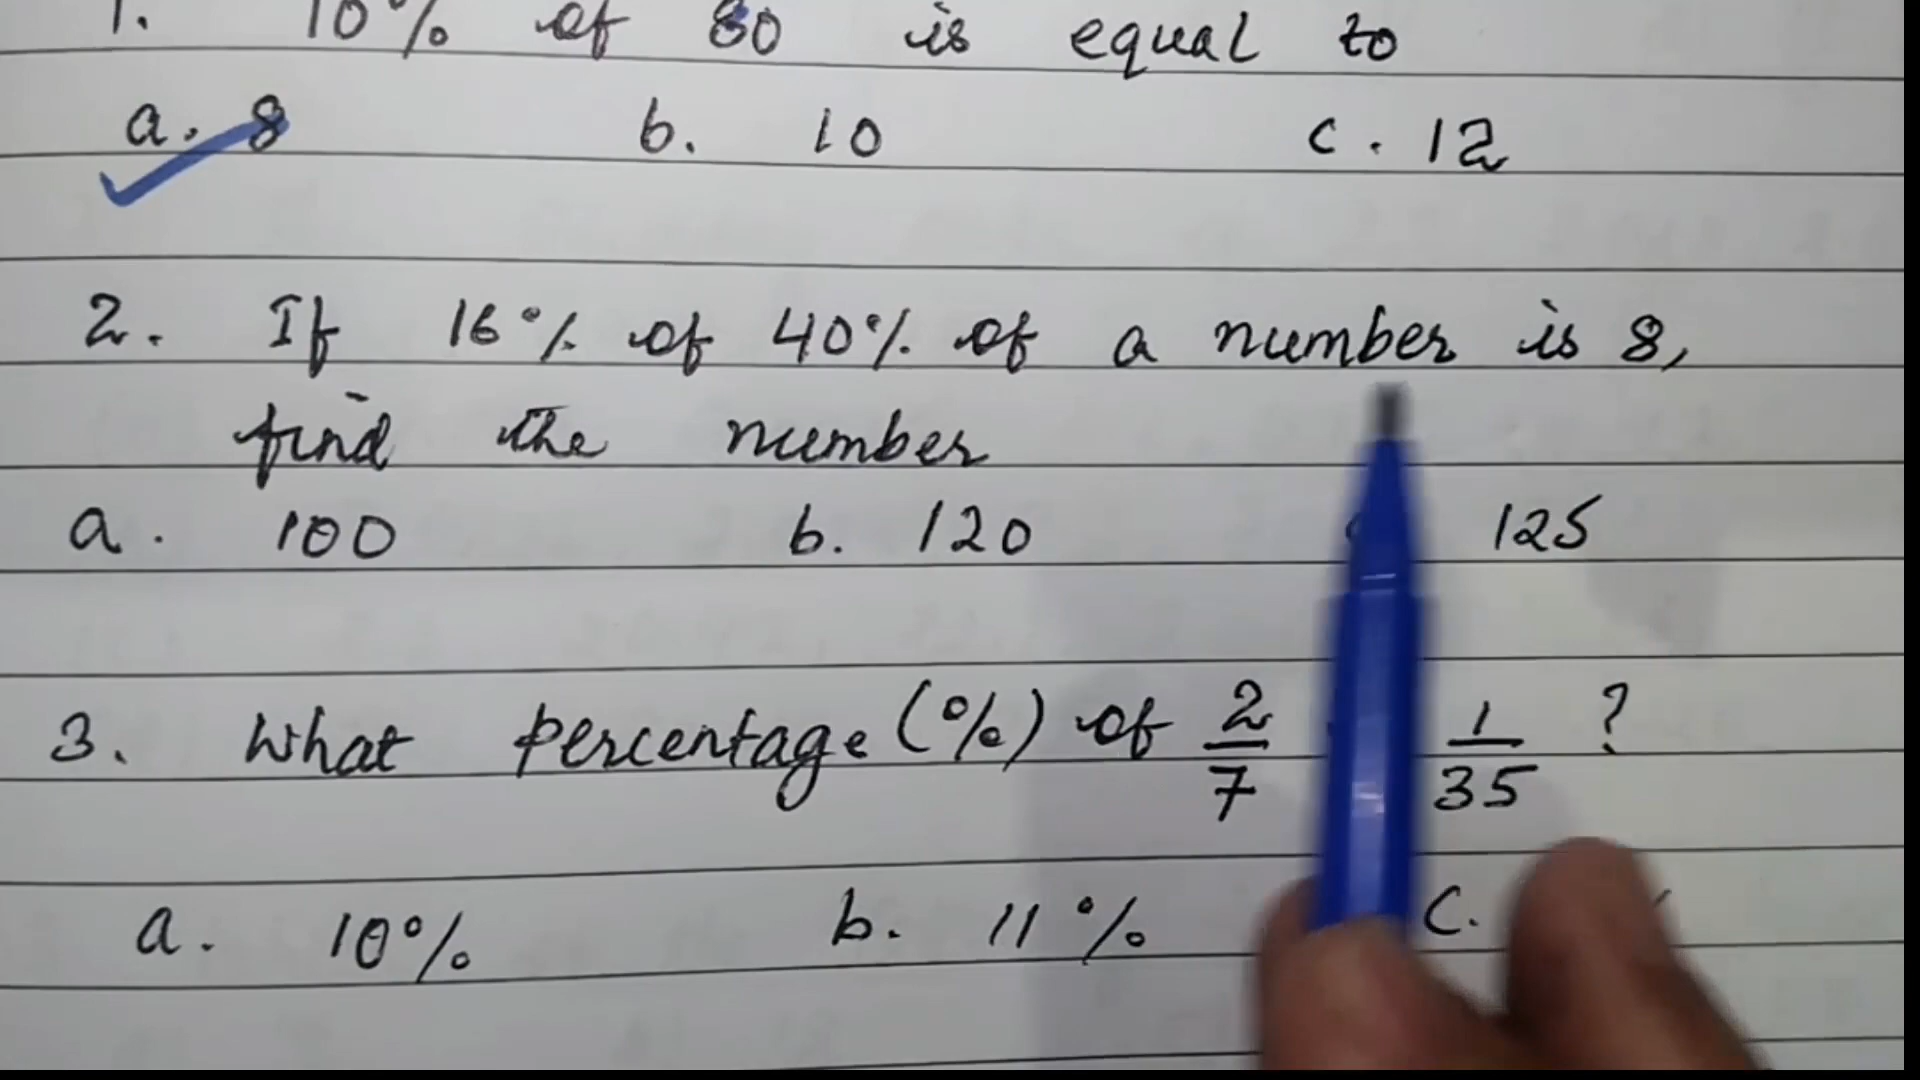 1. 10% of 80 is equal to
a. 8 b. 10 c. 12
2. If 16% of 40% of a number is 8,
find the number
a. 100 b. 120 125
3. What percentage (%) of 2/7 1/35 ?
a. 10% b. 11% C.